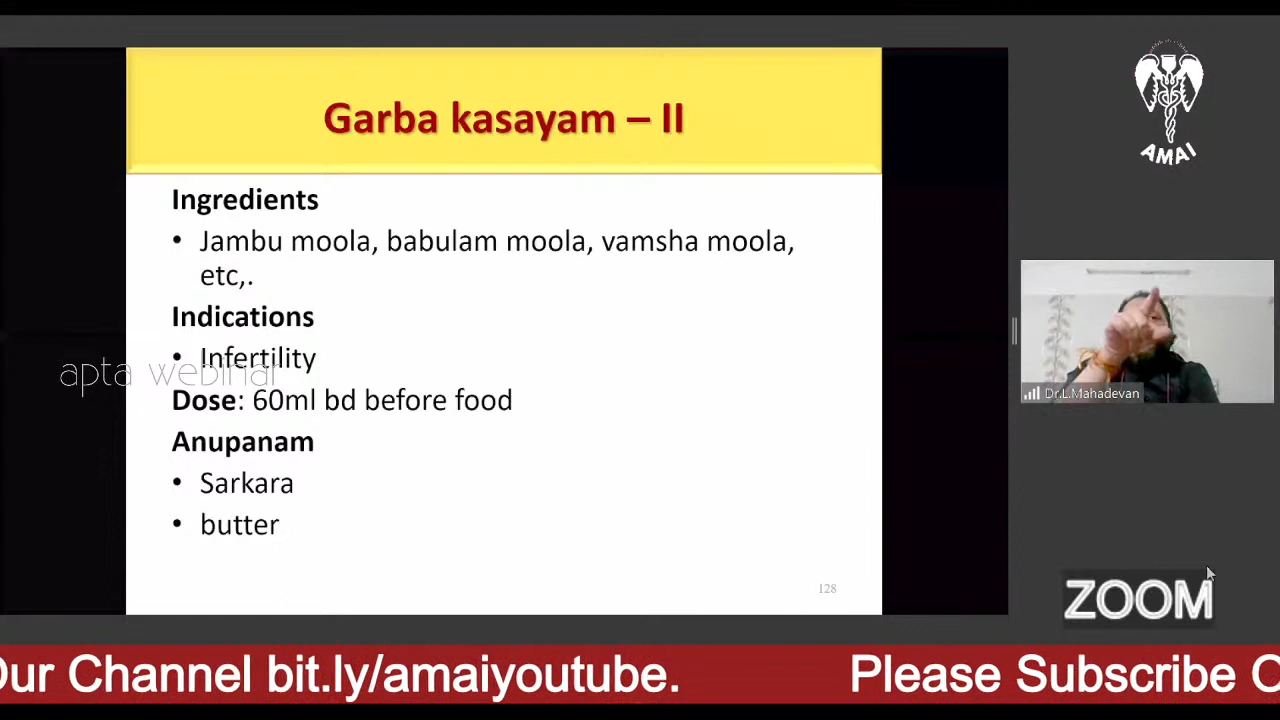 Garba kasayam – II
Ingredients
• Jambu moola, babulam moola, vamsha moola,
etc,.
Indications
• Infertility
Dose: 60ml bd before food
Anupanam
• Sarkara
• butter
128
apta webinar
AMAI
Dr.L.Mahadevan
ZOOM
Our Channel bit.ly/amaiyoutube. Please Subscribe O